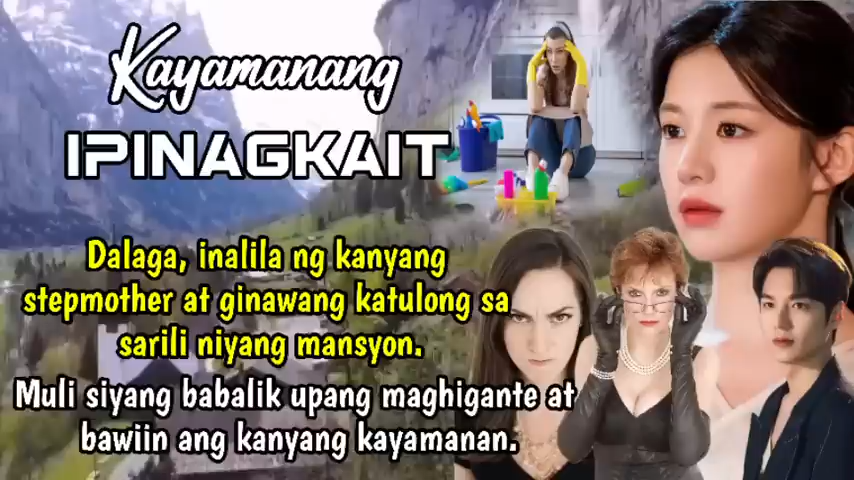 Kayamanang
IPINAGKAIT
Dalaga, inalila ng kanyang
stepmother at ginawang katulong sa
sarili niyang mansyon.
Muli siyang babalik upang maghigante at
bawiin ang kanyang kayamanan.